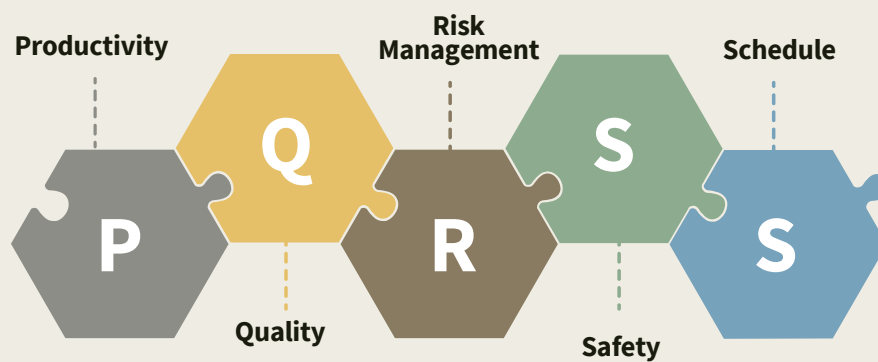 Productivity
Risk
Management
Schedule
Q
S
P
R
S
Quality
Safety